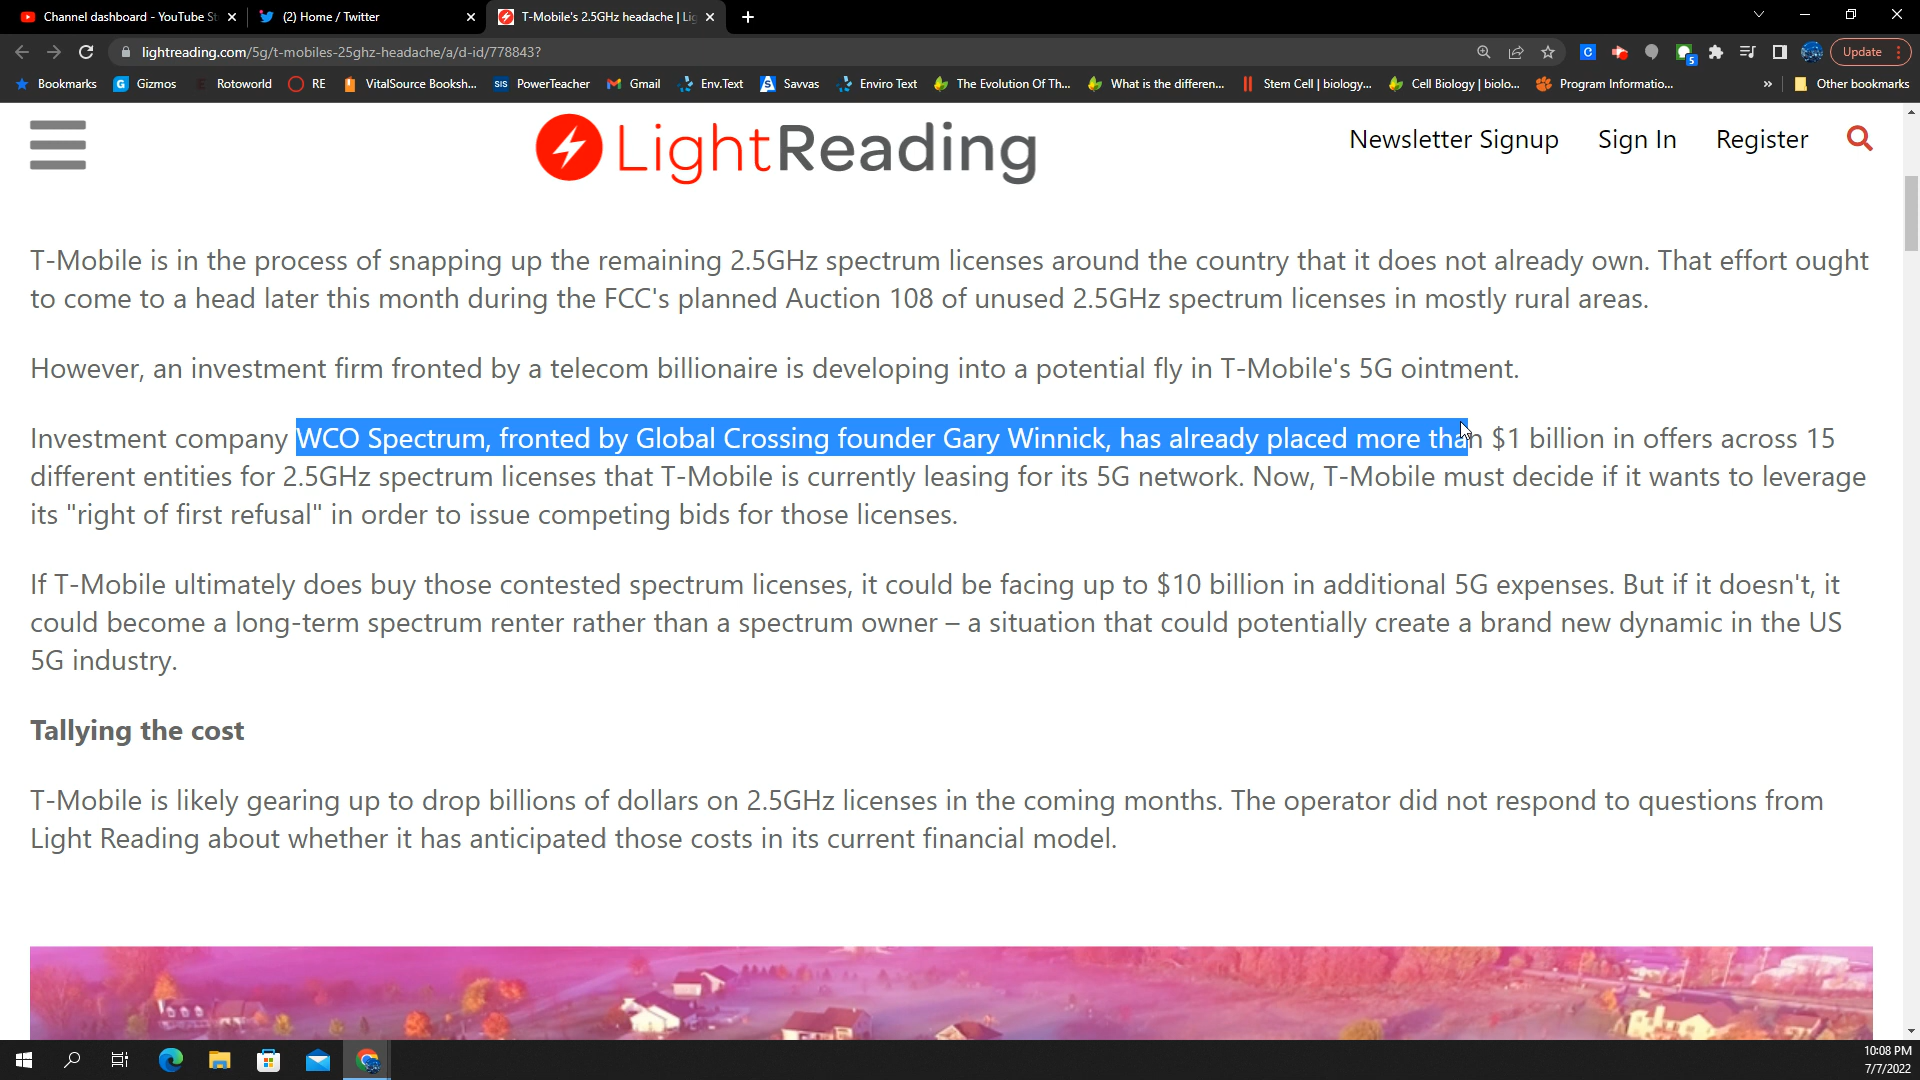 Channel dashboard - YouTube St
(2) Home / Twitter
T-Mobile's 2.5GHz headache | Lig
lightreading.com/5g/t-mobiles-25ghz-headache/a/d-id/778843?
Update
Bookmarks
Gizmos
Rotoworld
RE
VitalSource Booksh...
SIS PowerTeacher
Gmail
Env.Text
Savvas
Enviro Text
The Evolution Of Th...
What is the differen...
Stem Cell | biology...
Cell Biology | biolo...
Program Informatio...
»
Other bookmarks
LightReading
Newsletter Signup
Sign In
Register
T-Mobile is in the process of snapping up the remaining 2.5GHz spectrum licenses around the country that it does not already own. That effort ought
to come to a head later this month during the FCC's planned Auction 108 of unused 2.5GHz spectrum licenses in mostly rural areas.
However, an investment firm fronted by a telecom billionaire is developing into a potential fly in T-Mobile's 5G ointment.
Investment company WCO Spectrum, fronted by Global Crossing founder Gary Winnick, has already placed more than $1 billion in offers across 15
different entities for 2.5GHz spectrum licenses that T-Mobile is currently leasing for its 5G network. Now, T-Mobile must decide if it wants to leverage
its "right of first refusal" in order to issue competing bids for those licenses.
If T-Mobile ultimately does buy those contested spectrum licenses, it could be facing up to $10 billion in additional 5G expenses. But if it doesn't, it
could become a long-term spectrum renter rather than a spectrum owner – a situation that could potentially create a brand new dynamic in the US
5G industry.
Tallying the cost
T-Mobile is likely gearing up to drop billions of dollars on 2.5GHz licenses in the coming months. The operator did not respond to questions from
Light Reading about whether it has anticipated those costs in its current financial model.
10:08 PM
7/7/2022